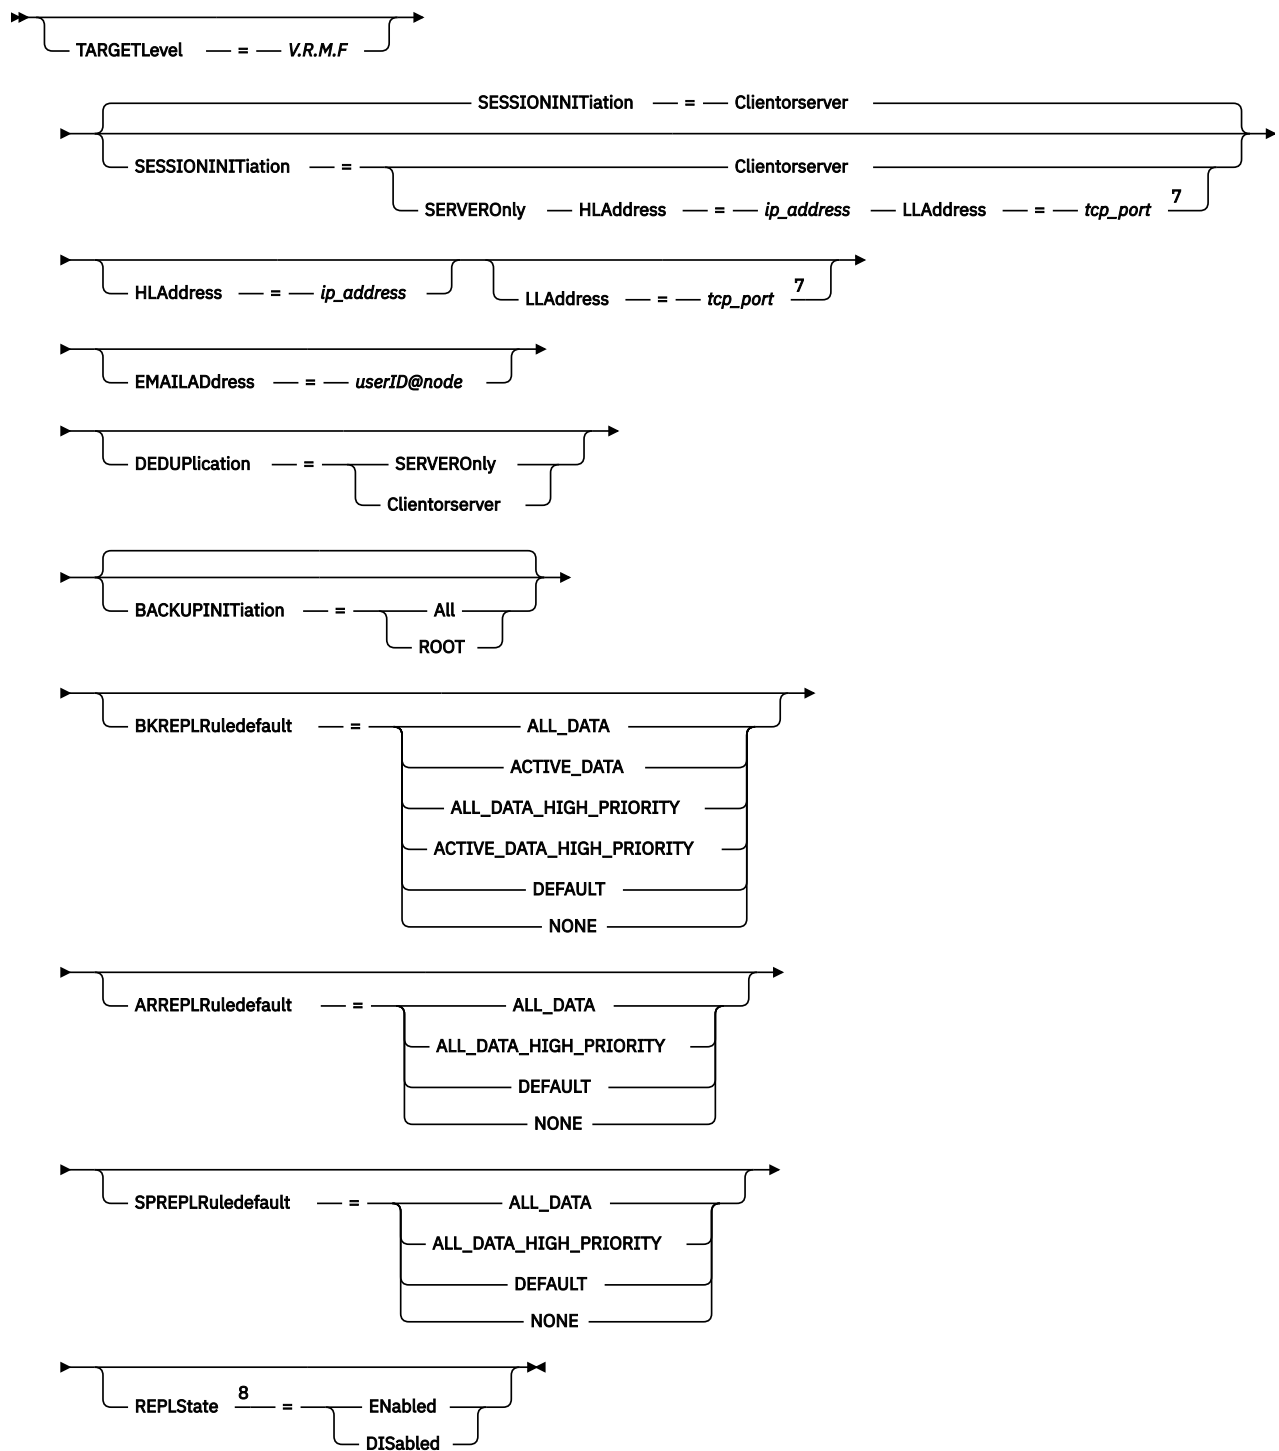 TARGETLevel = V.R.M.F
SESSIONINITiation = Clientorserver
SESSIONINITiation = Clientorserver
SERVEROnly HLAddress = ip_address LLAddress = tcp_port 7
HLAddress = ip_address LLAddress = tcp_port 7
EMAILADdress = userID@node
DEDUPlication = SERVEROnly
Clientorserver
BACKUPINITiation = All
ROOT
BKREPLRuledefault = ALL_DATA
ACTIVE_DATA
ALL_DATA_HIGH_PRIORITY
ACTIVE_DATA_HIGH_PRIORITY
DEFAULT
NONE
ARREPLRuledefault = ALL_DATA
ALL_DATA_HIGH_PRIORITY
DEFAULT
NONE
SPREPLRuledefault = ALL_DATA
ALL_DATA_HIGH_PRIORITY
DEFAULT
NONE
REPLState 8 = ENabled
DISabled